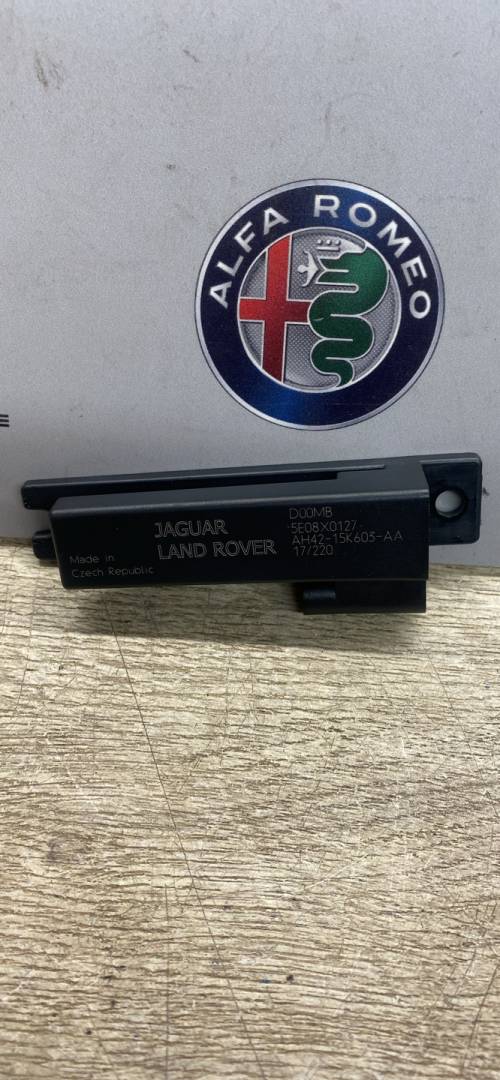 ALFA ROMEO
JAGUAR
LAND ROVER
D00MB
5E08X0127
AH42-15K603-AA
17/220
Made in
Czech Republic